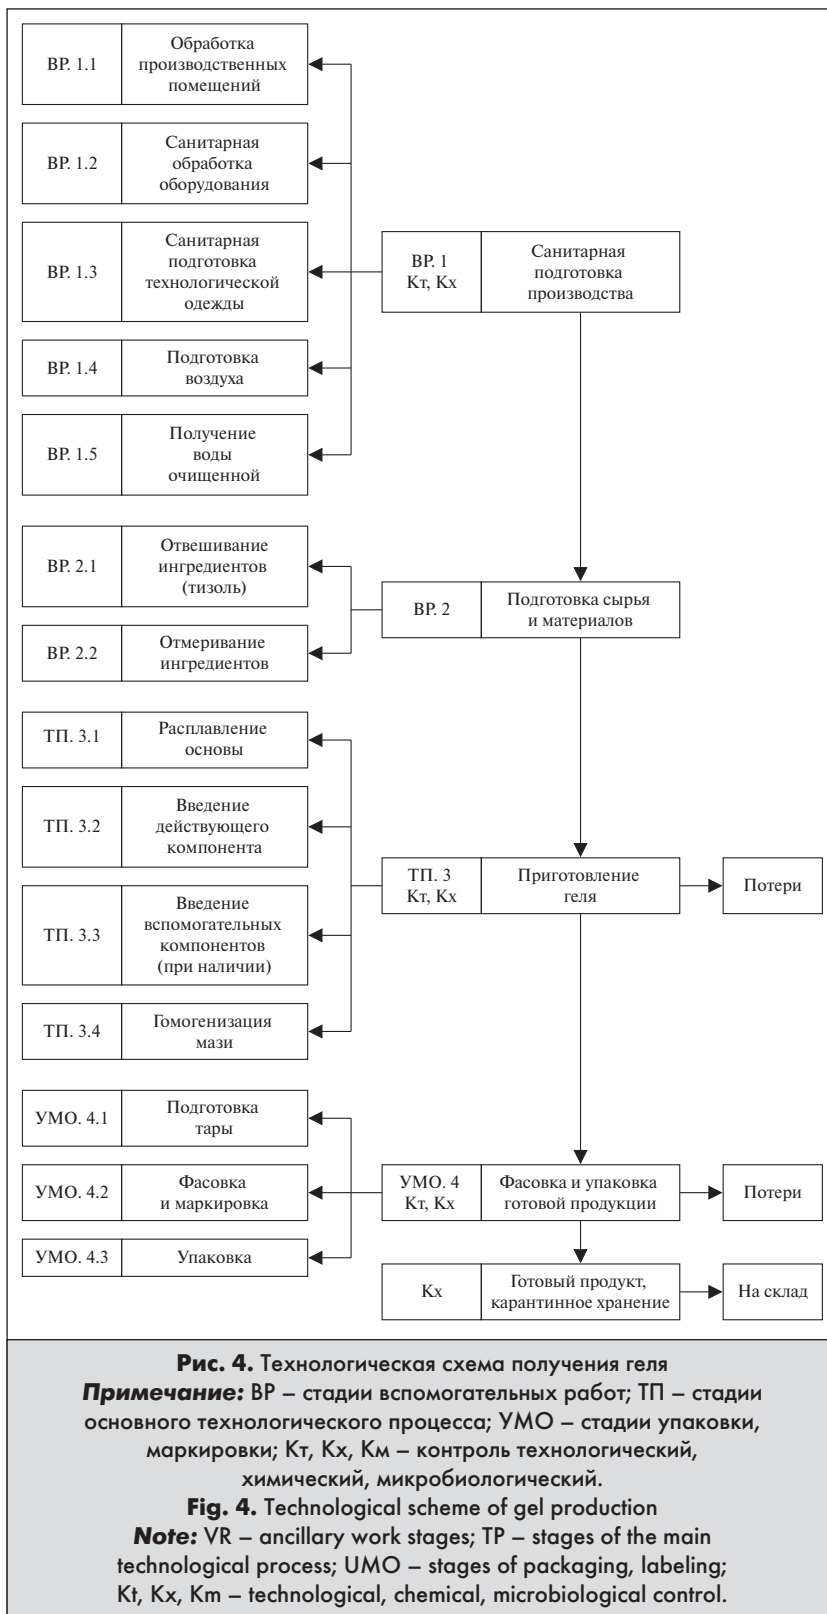 ВР. 1.1
Обработка
производственных
помещений
ВР. 1.2
Санитарная
обработка
оборудования
ВР. 1.3
Санитарная
подготовка
технологической
одежды
ВР. 1.4
Подготовка
воздуха
ВР. 1.5
Получение
воды
очищенной
ВР. 1
Кт, Кх
Санитарная
подготовка
производства
ВР. 2.1
Отвешивание
ингредиентов
(тизоль)
ВР. 2.2
Отмеривание
ингредиентов
ВР. 2
Подготовка сырья
и материалов
ТП. 3.1
Расплавление
основы
ТП. 3.2
Введение
действующего
компонента
ТП. 3.3
Введение
вспомогательных
компонентов
(при наличии)
ТП. 3.4
Гомогенизация
мази
ТП. 3
Кт, Кх
Приготовление
геля
Потери
УМО. 4.1
Подготовка
тары
УМО. 4.2
Фасовка
и маркировка
УМО. 4.3
Упаковка
УМО. 4
Кт, Кх
Фасовка и упаковка
готовой продукции
Потери
Кх
Готовый продукт,
карантинное хранение
На склад
Рис. 4. Технологическая схема получения геля
Примечание: ВР – стадии вспомогательных работ; ТП – стадии
основного технологического процесса; УМО – стадии упаковки,
маркировки; Кт, Кх, Км – контроль технологический,
химический, микробиологический.
Fig. 4. Technological scheme of gel production
Note: VR – ancillary work stages; TP – stages of the main
technological process; UMO – stages of packaging, labeling;
Kt, Kx, Km – technological, chemical, microbiological control.